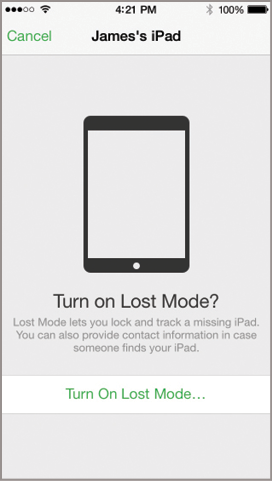 4:21 PM 100%
Cancel James's iPad
Turn on Lost Mode?
Lost Mode lets you lock and track a missing iPad.
You can also provide contact information in case
someone finds your iPad.
Turn On Lost Mode...